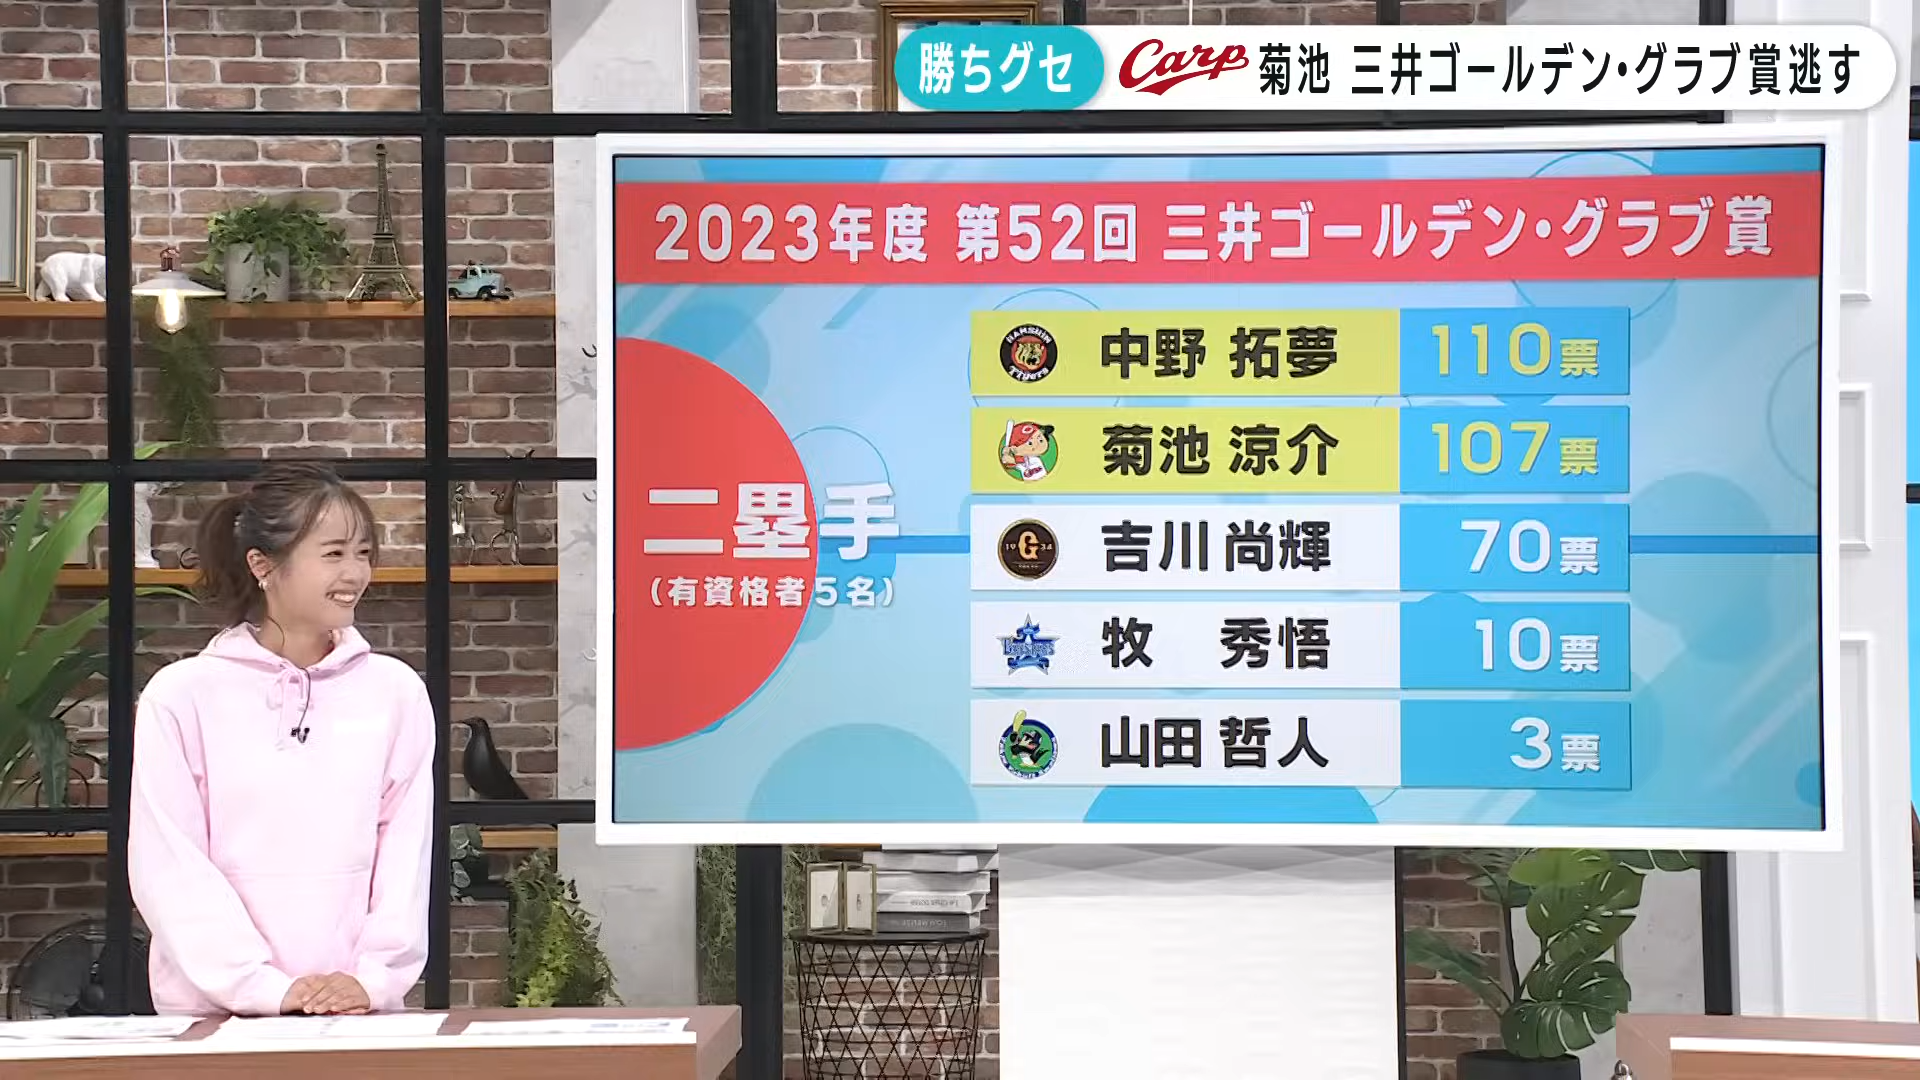 勝ちグセ Carp 菊池 三井ゴールデン・グラブ賞逃す
2023年度 第52回 三井ゴールデン・グラブ賞
二塁手
(有資格者5名)
HANSHIN Tigers 中野 拓夢 110票
菊池 涼介 107票
G 吉川 尚輝 70票
牧 秀悟 10票
山田 哲人 3票